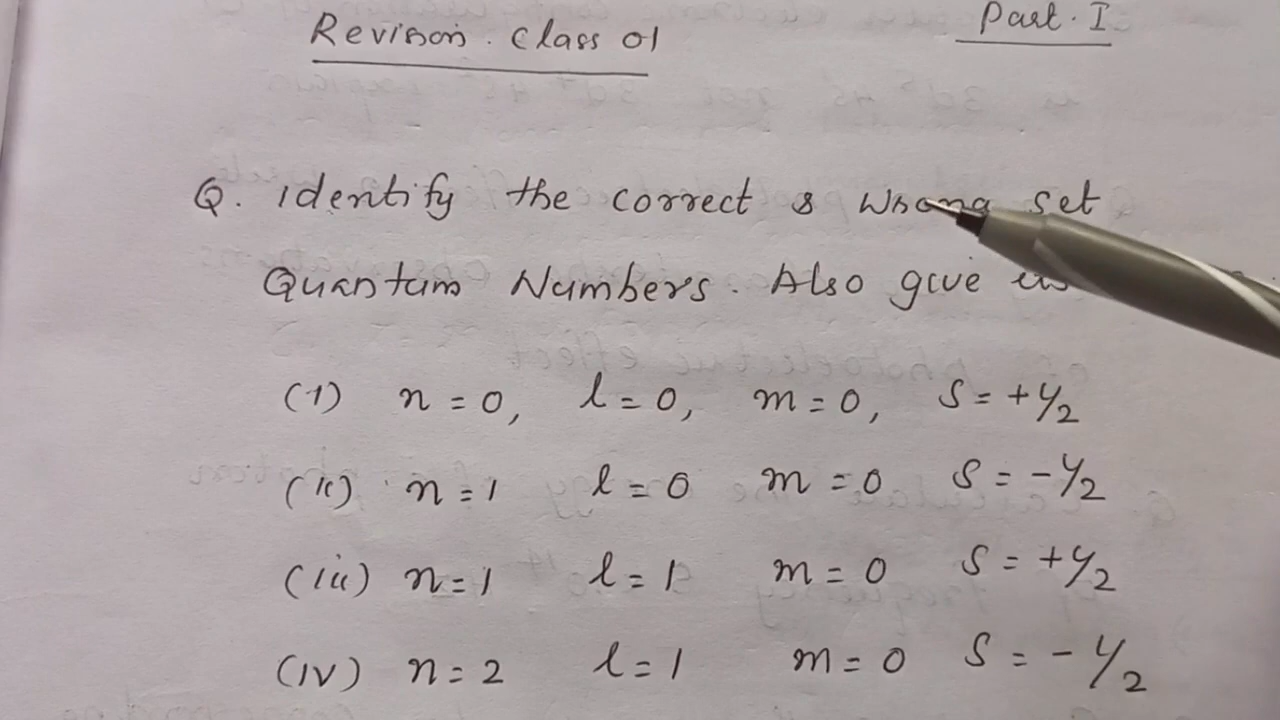 Revision. Class 01
Part. I
Q. Identify the correct & wrong set
Quantum Numbers. Also give
(i) n = 0, l = 0, m = 0, S = +1/2
(ii) n = 1 l = 0 m = 0 S = -1/2
(iii) n = 1 l = 1 m = 0 S = +1/2
(iv) n = 2 l = 1 m = 0 S = -1/2